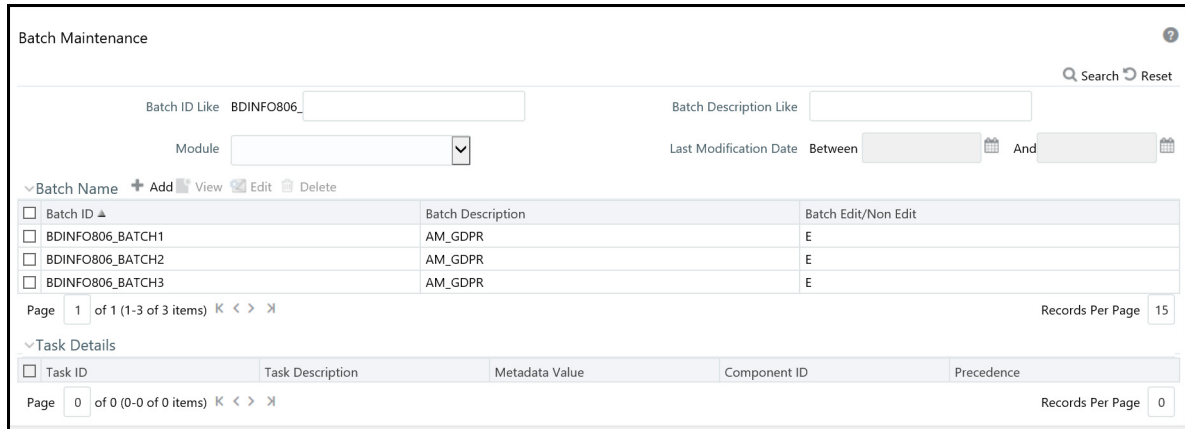 Batch Maintenance
?
Search Reset
Batch ID Like BDINFO806_ Batch Description Like
Module Last Modification Date Between And
Batch Name Add View Edit Delete
Batch ID Batch Description Batch Edit/Non Edit
BDINFO806_BATCH1 AM_GDPR E
BDINFO806_BATCH2 AM_GDPR E
BDINFO806_BATCH3 AM_GDPR E
Page 1 of 1 (1-3 of 3 items) Records Per Page 15
Task Details
Task ID Task Description Metadata Value Component ID Precedence
Page 0 of 0 (0-0 of 0 items) Records Per Page 0